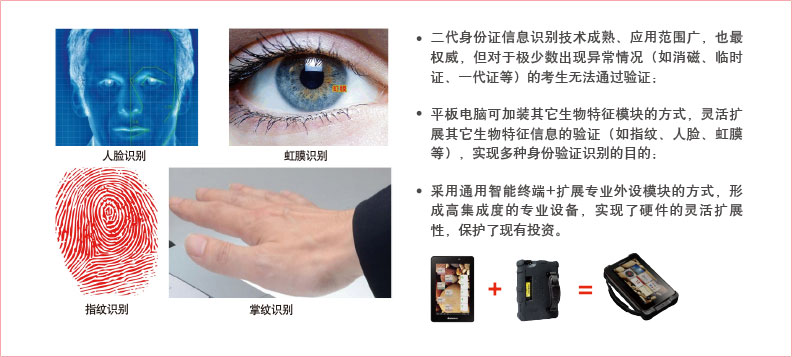 人脸识别
虹膜
虹膜识别
指纹识别
掌纹识别
• 二代身份证信息识别技术成熟、应用范围广，也最
权威，但对于极少数出现异常情况（如消磁、临时
证、一代证等）的考生无法通过验证；
• 平板电脑可加装其它生物特征模块的方式，灵活扩
展其它生物特征信息的验证（如指纹、人脸、虹膜
等），实现多种身份验证识别的目的；
• 采用通用智能终端+扩展专业外设模块的方式，形
成高集成度的专业设备，实现了硬件的灵活扩展
性，保护了现有投资。
+ =